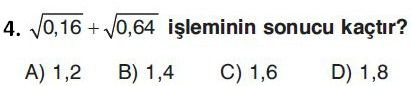 4. √0,16 + √0,64 işleminin sonucu kaçtır?
A) 1,2 B) 1,4 C) 1,6 D) 1,8